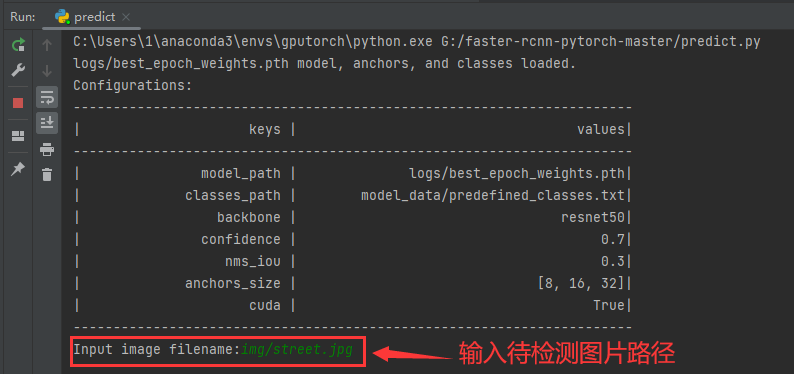 Run: predict
C:\Users\1\anaconda3\envs\gputorch\python.exe G:/faster-rcnn-pytorch-master/predict.py
logs/best_epoch_weights.pth model, anchors, and classes loaded.
Configurations:
----------------------------------------------------------------------
| keys | values|
----------------------------------------------------------------------
| model_path | logs/best_epoch_weights.pth|
| classes_path | model_data/predefined_classes.txt|
| backbone | resnet50|
| confidence | 0.7|
| nms_iou | 0.3|
| anchors_size | [8, 16, 32]|
| cuda | True|
----------------------------------------------------------------------
Input image filename:img/street.jpg 输入待检测图片路径